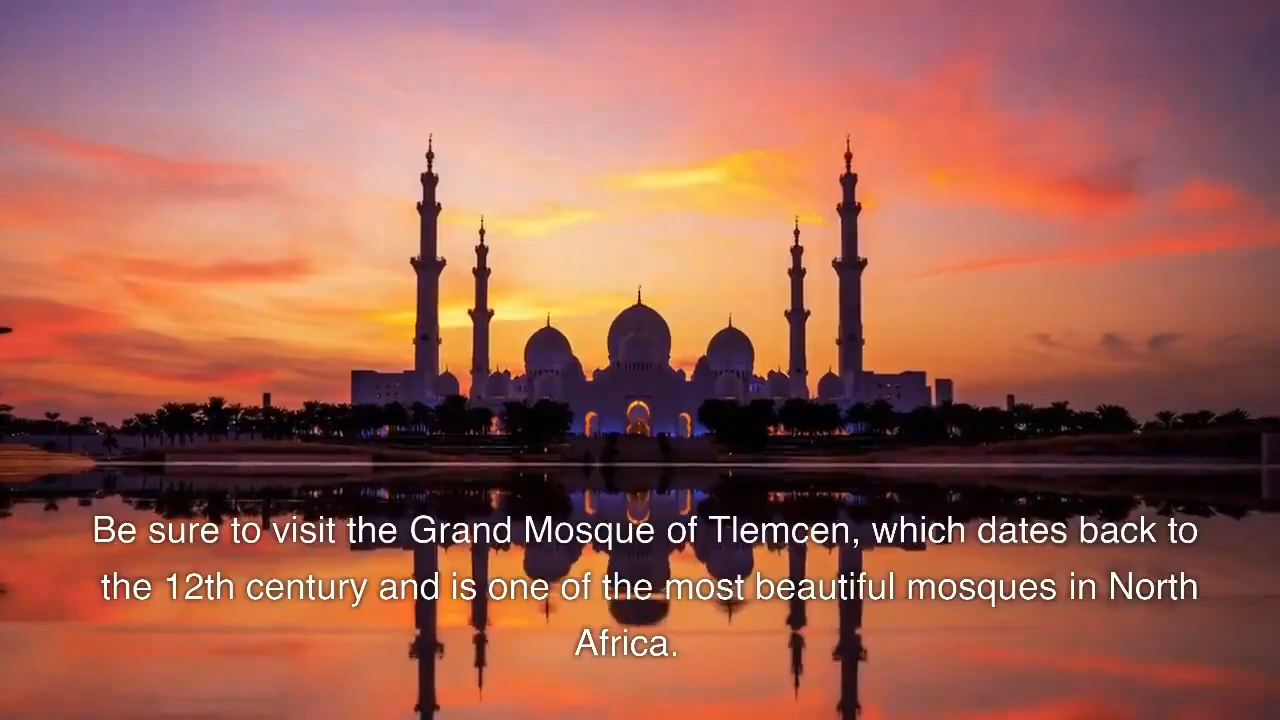 Be sure to visit the Grand Mosque of Tlemcen, which dates back to
the 12th century and is one of the most beautiful mosques in North
Africa.